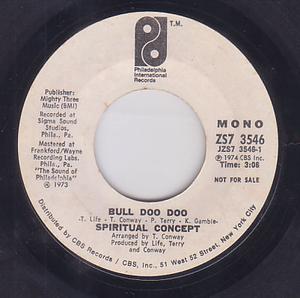 T.M.
Philadelphia
International
Records
Publisher:
Mighty Three
Music (BMI)
Recorded at
Sigma Sound
Studios,
Phila., Pa.
Mastered at
Frankford/Wayne
Recording Labs.
Phila., Pa.
"The Sound of
Philadelphia"
℗ 1973
MONO
ZS7 3546
JZS7 3546-1
℗ 1974 CBS Inc.
Time: 3:06
NOT FOR SALE
BULL DOO DOO
-T. Life - T. Conway - P. Terry - K. Gamble-
SPIRITUAL CONCEPT
Arranged by T. Conway
Produced by Life, Terry
and Conway
Distributed by CBS Records / CBS, Inc., 51 West 52 Street, New York City